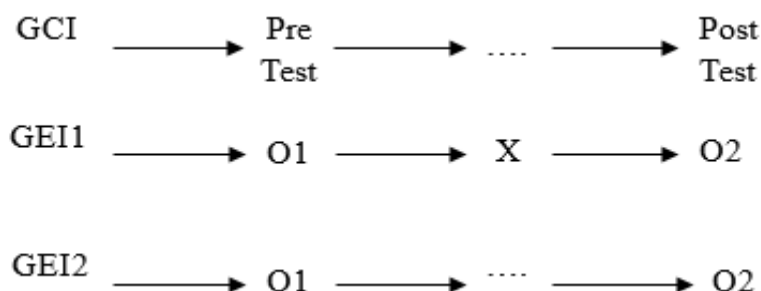 GCI Pre Test .... Post Test
GEI1 O1 X O2
GEI2 O1 .... O2